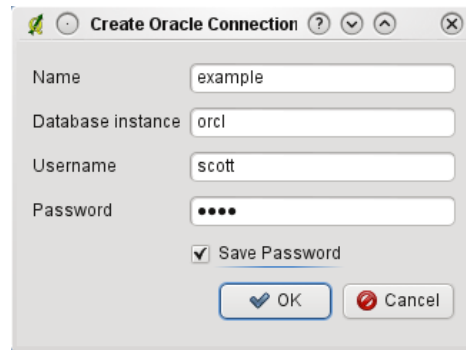 Create Oracle Connection
Name
example
Database instance
orcl
Username
scott
Password
••••
Save Password
OK
Cancel